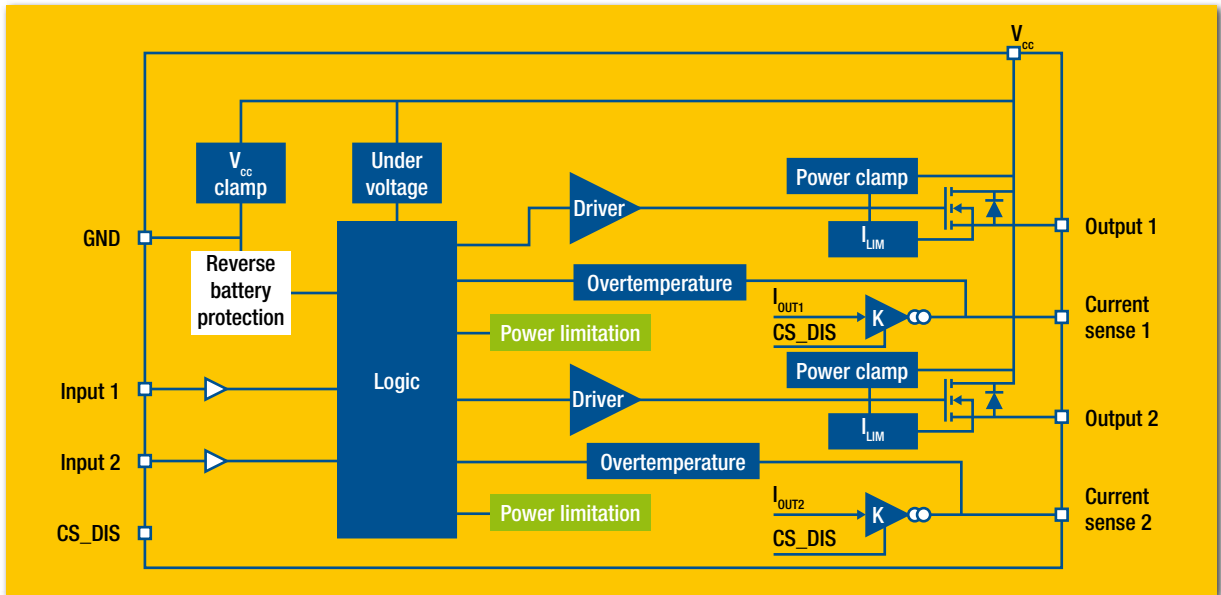 Vcc
Vcc
clamp
Under
voltage
Driver
Power clamp
ILIM
GND
Output 1
Reverse
battery
protection
Overtemperature
IOUT1
K
CS_DIS
Current
sense 1
Power limitation
Logic
Power clamp
Input 1
Driver
ILIM
Output 2
Input 2
Overtemperature
IOUT2
K
CS_DIS
Current
sense 2
Power limitation
CS_DIS